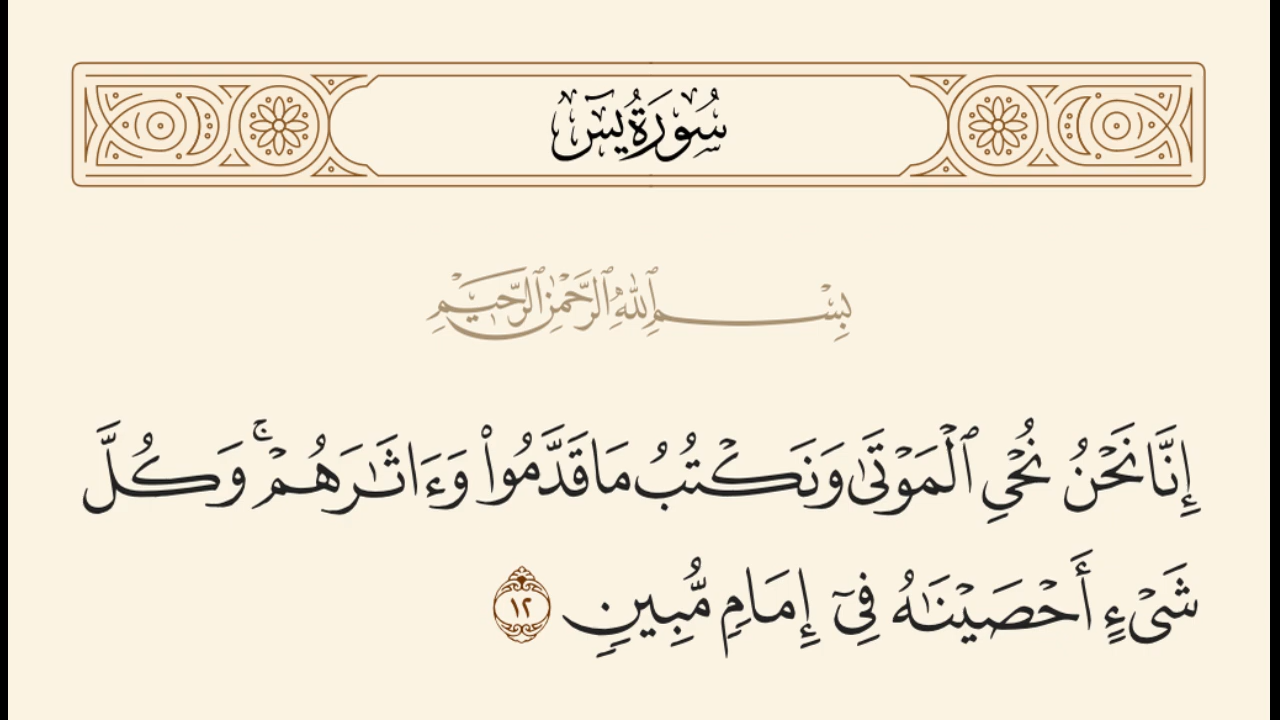 سُورَةُ يسٓ
بِسْمِ ٱللَّهِ ٱلرَّحْمَٰنِ ٱلرَّحِيمِ
إِنَّا نَحْنُ نُحْيِ ٱلْمَوْتَىٰ وَنَكْتُبُ مَا قَدَّمُوا۟ وَءَاثَٰرَهُمْ ۚ وَكُلَّ
شَىْءٍ أَحْصَيْنَٰهُ فِىٓ إِمَامٍ مُّبِينٍ ١٢